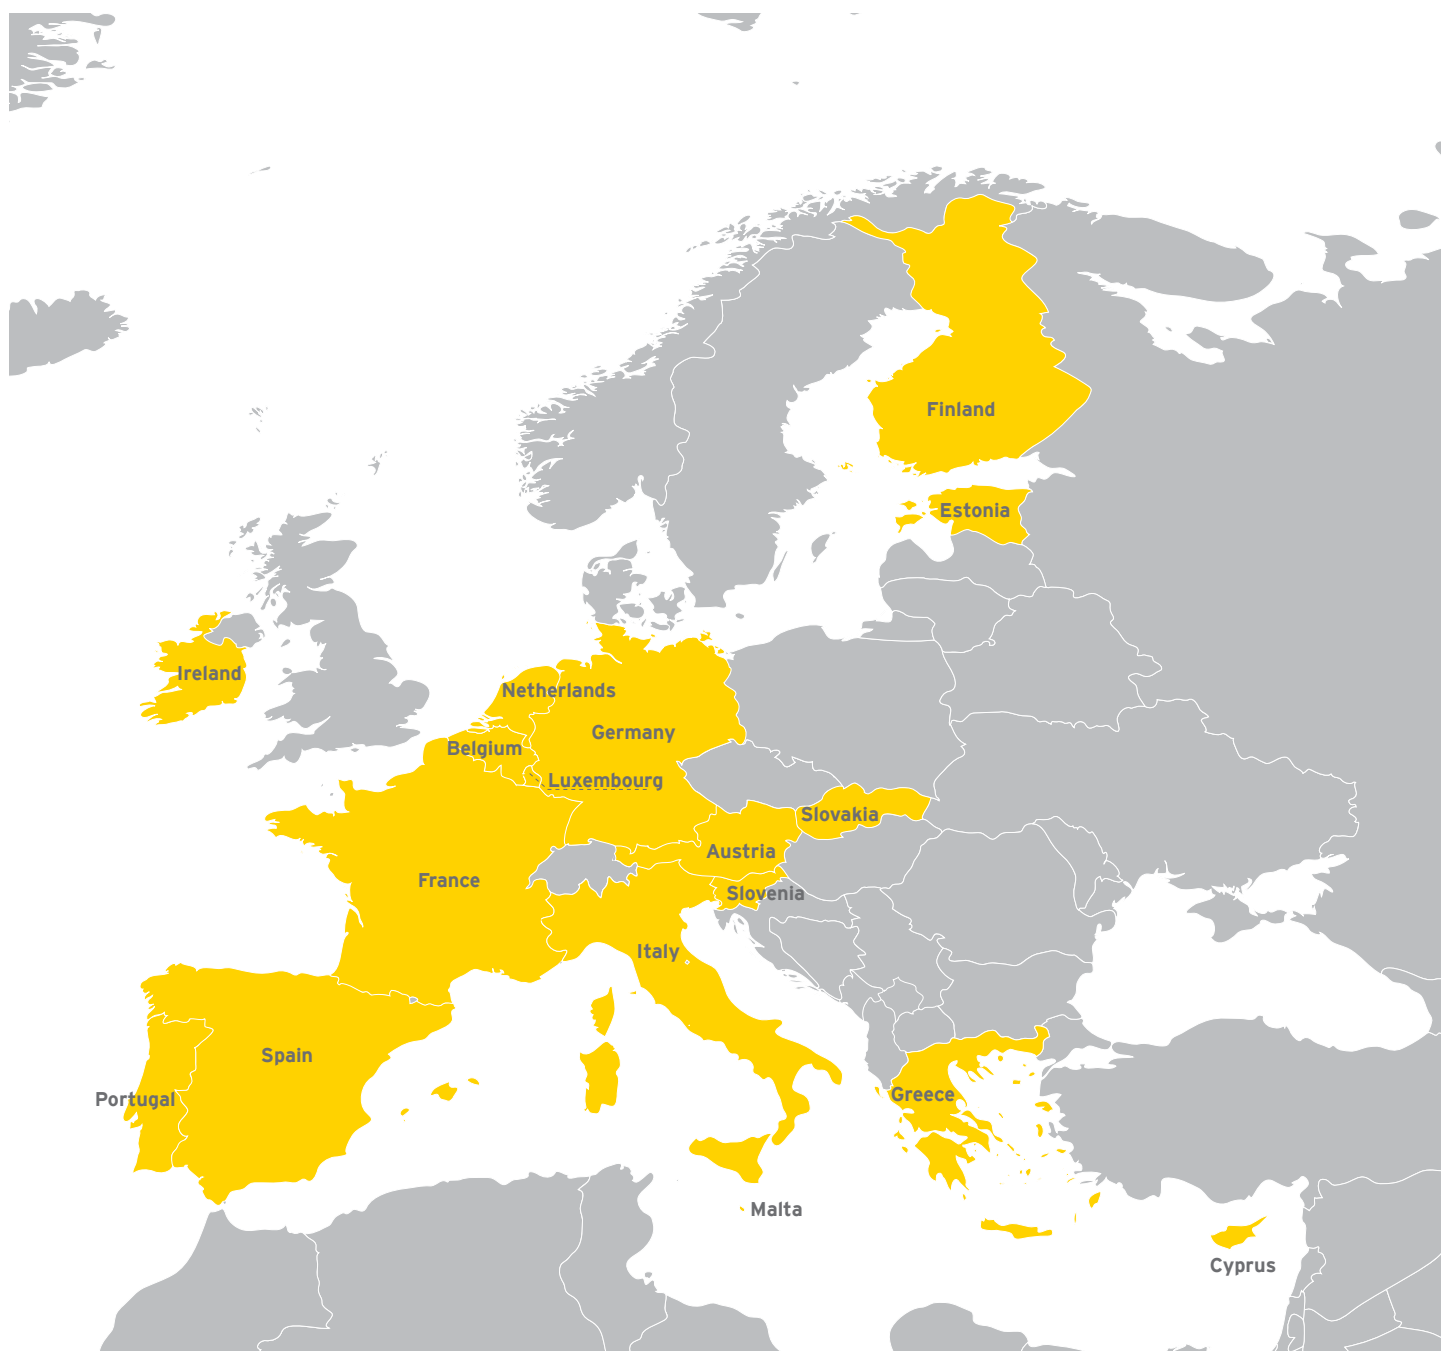 Finland
Estonia
Ireland
Netherlands
Germany
Belgium
Luxembourg
Slovakia
Austria
France
Slovenia
Italy
Spain
Portugal
Greece
Malta
Cyprus